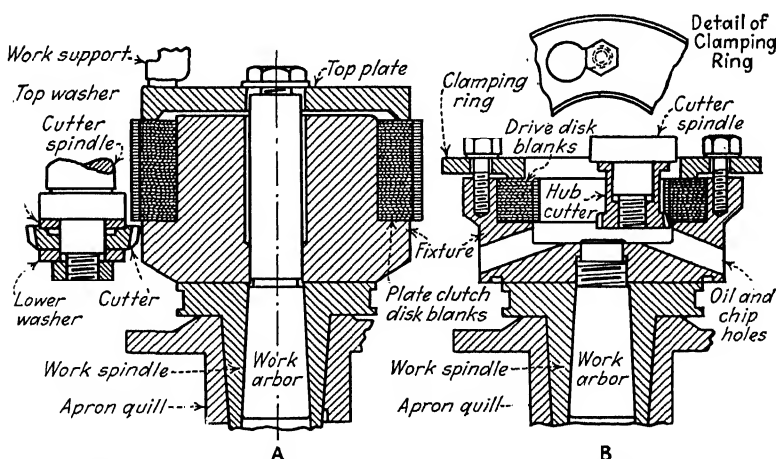 Work support
Top washer
Cutter
spindle
Top plate
Lower
washer
Cutter
Work spindle
Apron quill
Work
arbor
Fixture
Plate clutch
disk blanks
A
Detail of
Clamping
Ring
Clamping
ring
Cutter
spindle
Drive disk
blanks
Hub
cutter
Oil and
chip
holes
Work spindle
Apron quill
Work
arbor
B